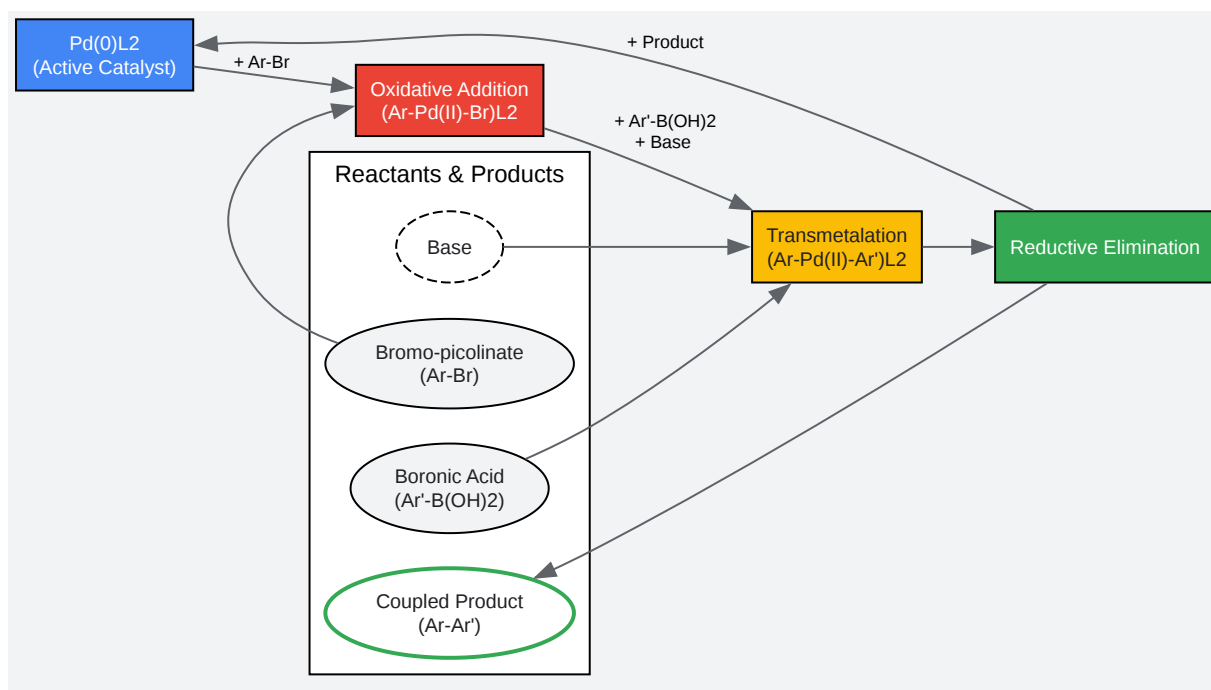 Pd(0)L2
(Active Catalyst)
+ Ar-Br
+ Product
Oxidative Addition
(Ar-Pd(II)-Br)L2
+ Ar'-B(OH)2
+ Base
Reactants & Products
Base
Transmetalation
(Ar-Pd(II)-Ar')L2
Reductive Elimination
Bromo-picolinate
(Ar-Br)
Boronic Acid
(Ar'-B(OH)2)
Coupled Product
(Ar-Ar')